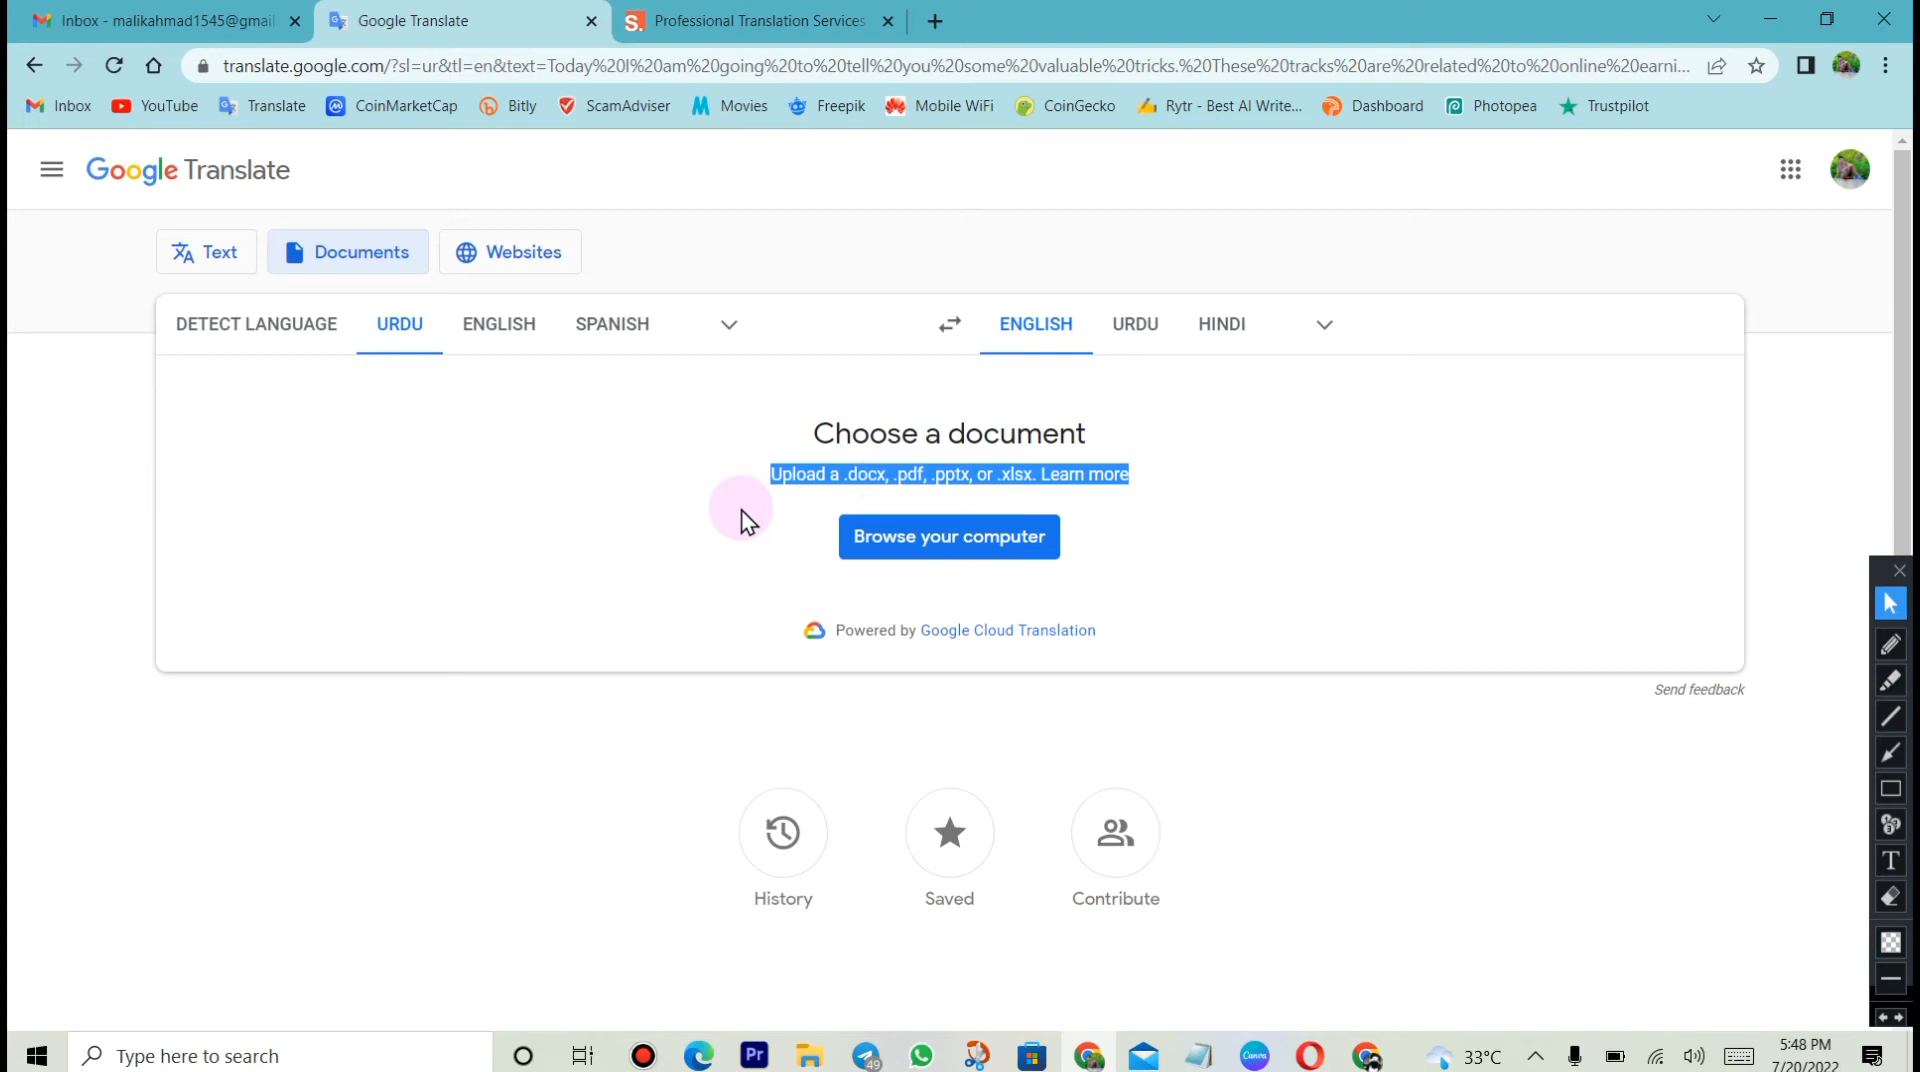 Inbox - malikahmad1545@gmail
Google Translate
Professional Translation Services
translate.google.com/?sl=ur&tl=en&text=Today%20I%20am%20going%20to%20tell%20you%20some%20valuable%20tricks.%20These%20tracks%20are%20related%20to%20online%20earni...
Inbox
YouTube
Translate
CoinMarketCap
Bitly
ScamAdviser
Movies
Freepik
Mobile WiFi
CoinGecko
Rytr - Best AI Write...
Dashboard
Photopea
Trustpilot
Google Translate
Text
Documents
Websites
DETECT LANGUAGE
URDU
ENGLISH
SPANISH
ENGLISH
URDU
HINDI
Choose a document
Upload a .docx, .pdf, .pptx, or .xlsx. Learn more
Browse your computer
Powered by Google Cloud Translation
Send feedback
History
Saved
Contribute
Type here to search
Pr
49
Canva
33°C
5:48 PM
7/20/2022